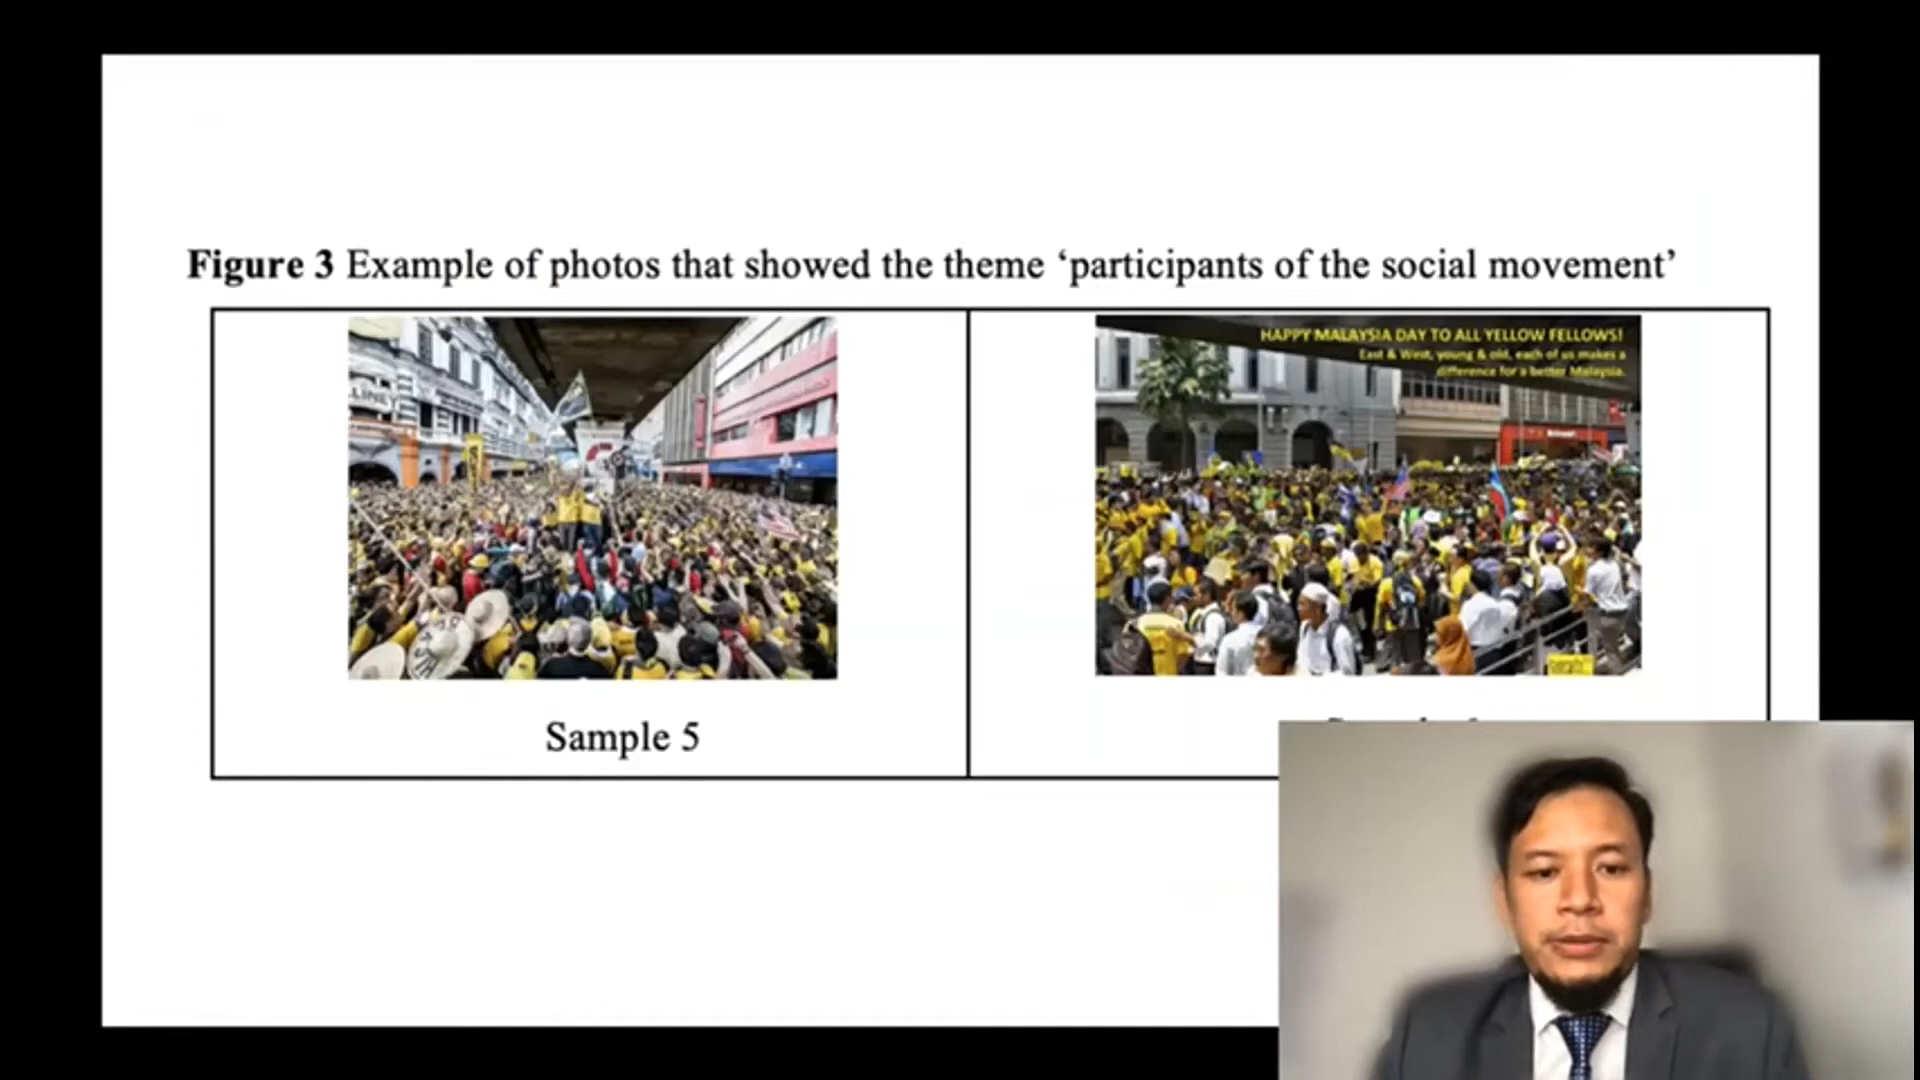 Figure 3 Example of photos that showed the theme ‘participants of the social movement’
HAPPY MALAYSIA DAY TO ALL YELLOW FELLOWS!
East & West, young & old, each of us makes a
difference for a better Malaysia.
Sample 5